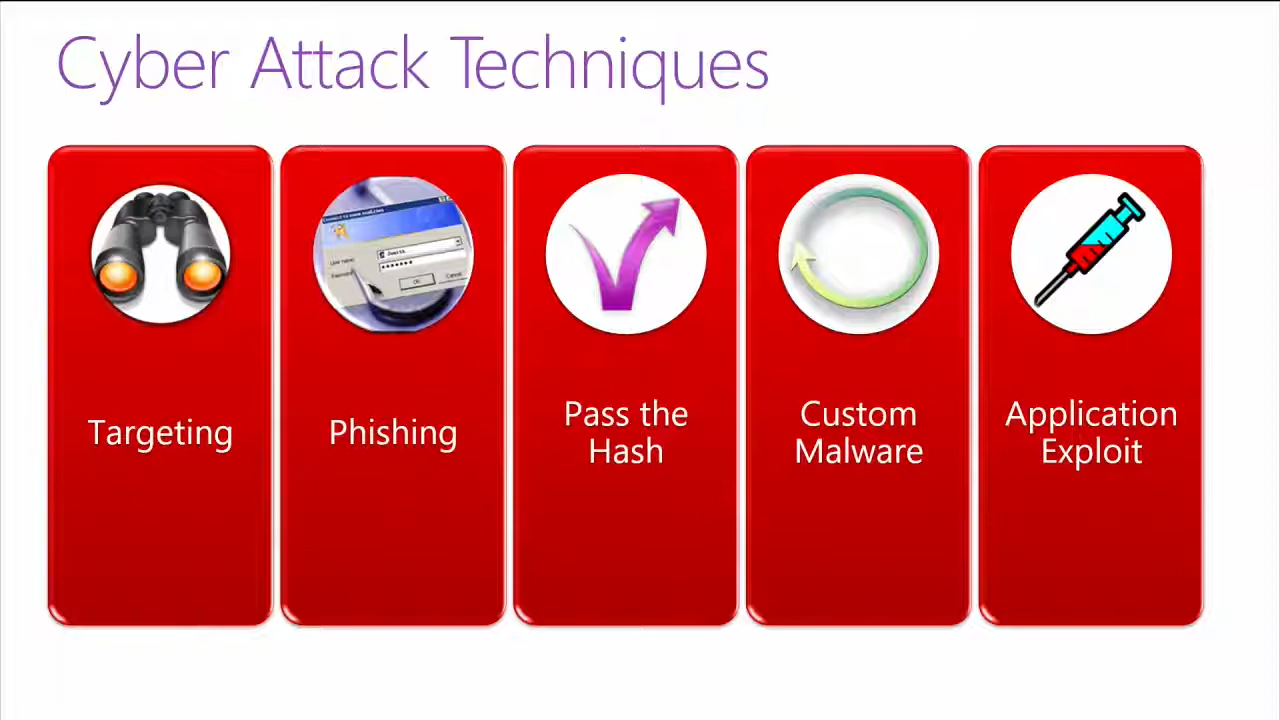 Cyber Attack Techniques
Targeting
Phishing
Pass the
Hash
Custom
Malware
Application
Exploit